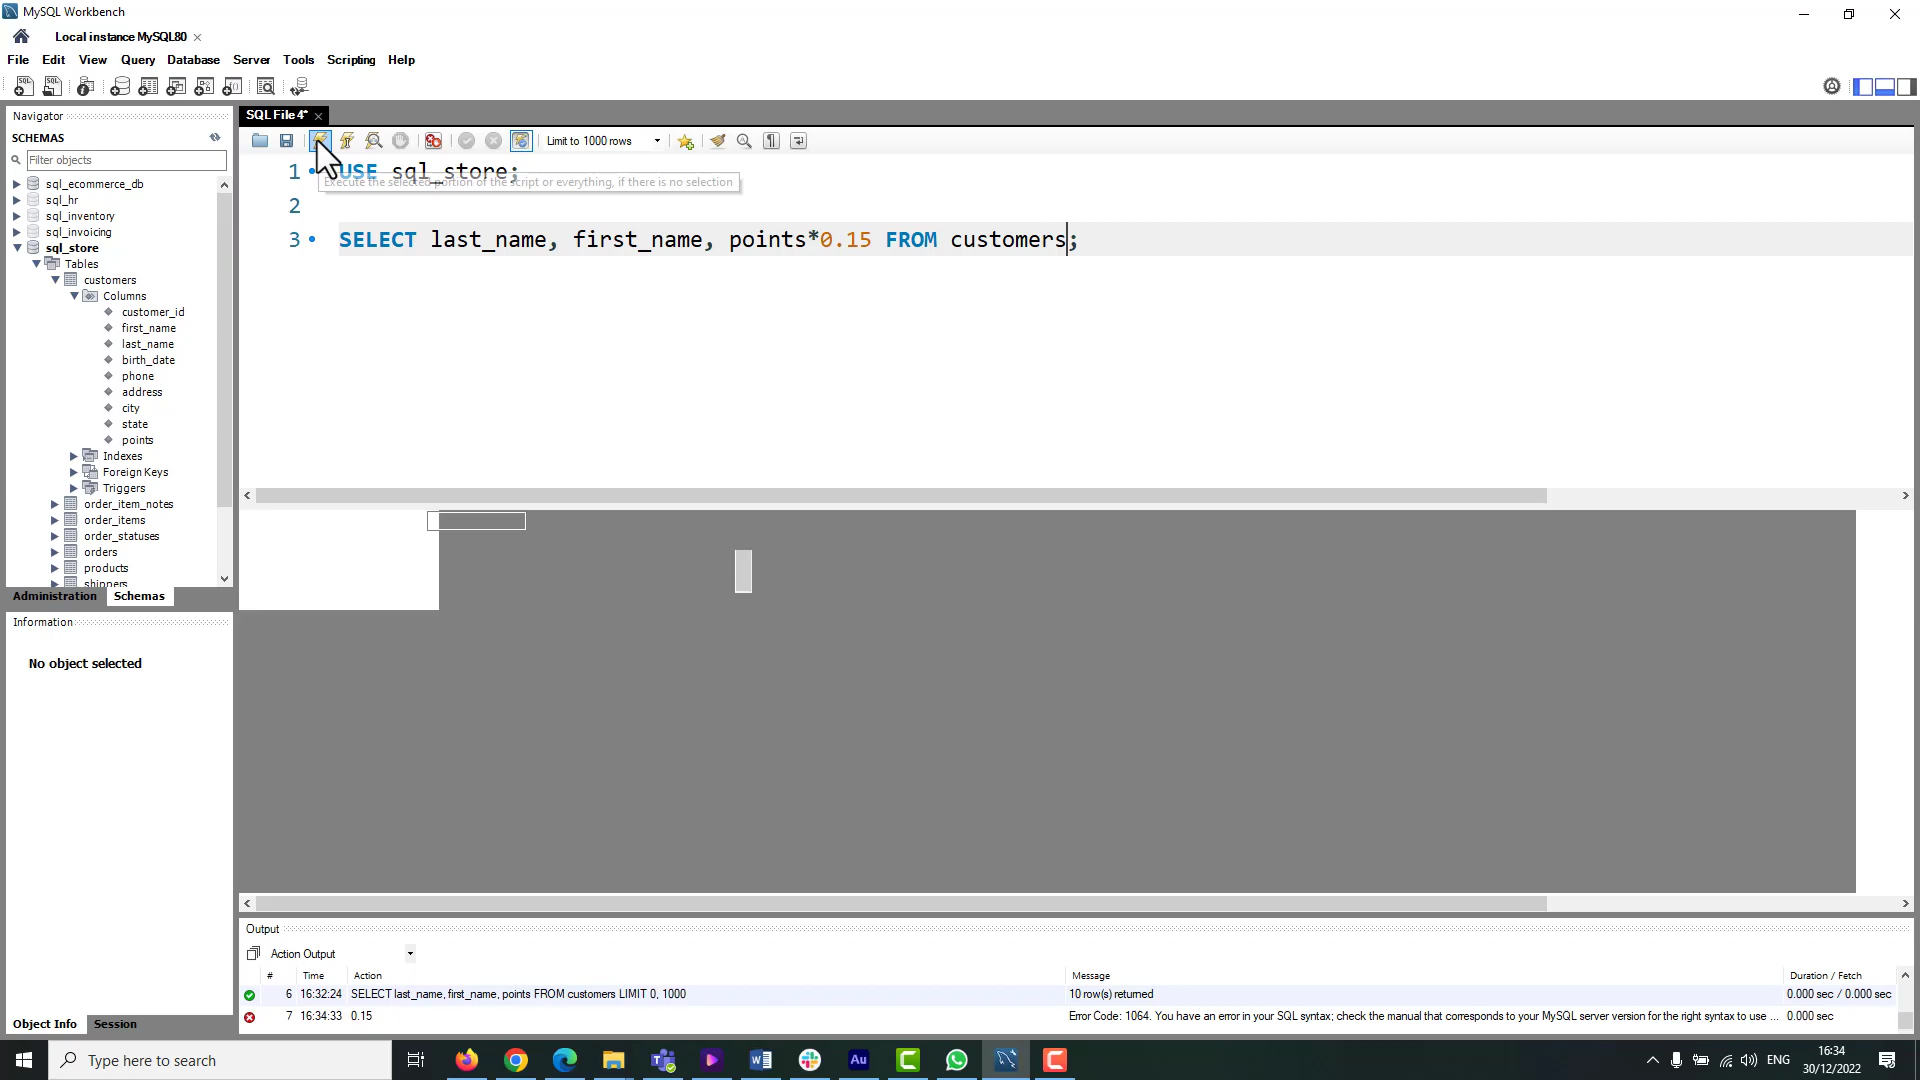 MySQL Workbench
Local instance MySQL80
File Edit View Query Database Server Tools Scripting Help
Navigator
SCHEMAS
Filter objects
sql_ecommerce_db
sql_hr
sql_inventory
sql_invoicing
sql_store
Tables
customers
Columns
customer_id
first_name
last_name
birth_date
phone
address
city
state
points
Indexes
Foreign Keys
Triggers
order_item_notes
order_items
order_statuses
orders
products
shippers
Administration Schemas
Information
No object selected
Object Info Session
SQL File 4*
Limit to 1000 rows
1 USE sql_store;
Execute the selected portion of the script or everything, if there is no selection
2
3 SELECT last_name, first_name, points*0.15 FROM customers;
Output
Action Output
# Time Action Message Duration / Fetch
6 16:32:24 SELECT last_name, first_name, points FROM customers LIMIT 0, 1000 10 row(s) returned 0.000 sec / 0.000 sec
7 16:34:33 0.15 Error Code: 1064. You have an error in your SQL syntax; check the manual that corresponds to your MySQL server version for the right syntax to use ... 0.000 sec
Type here to search
ENG
16:34
30/12/2022